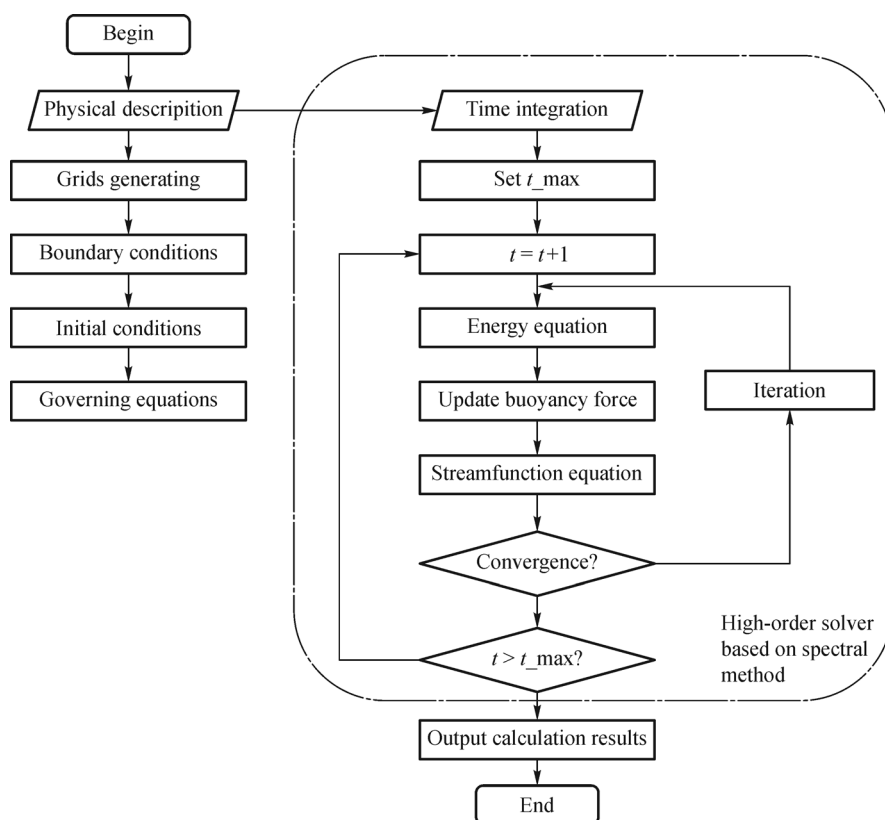 Begin
Physical descripition
Grids generating
Boundary conditions
Initial conditions
Governing equations
Time integration
Set t_max
t = t+1
Energy equation
Update buoyancy force
Streamfunction equation
Convergence?
t > t_max?
Iteration
High-order solver
based on spectral
method
Output calculation results
End